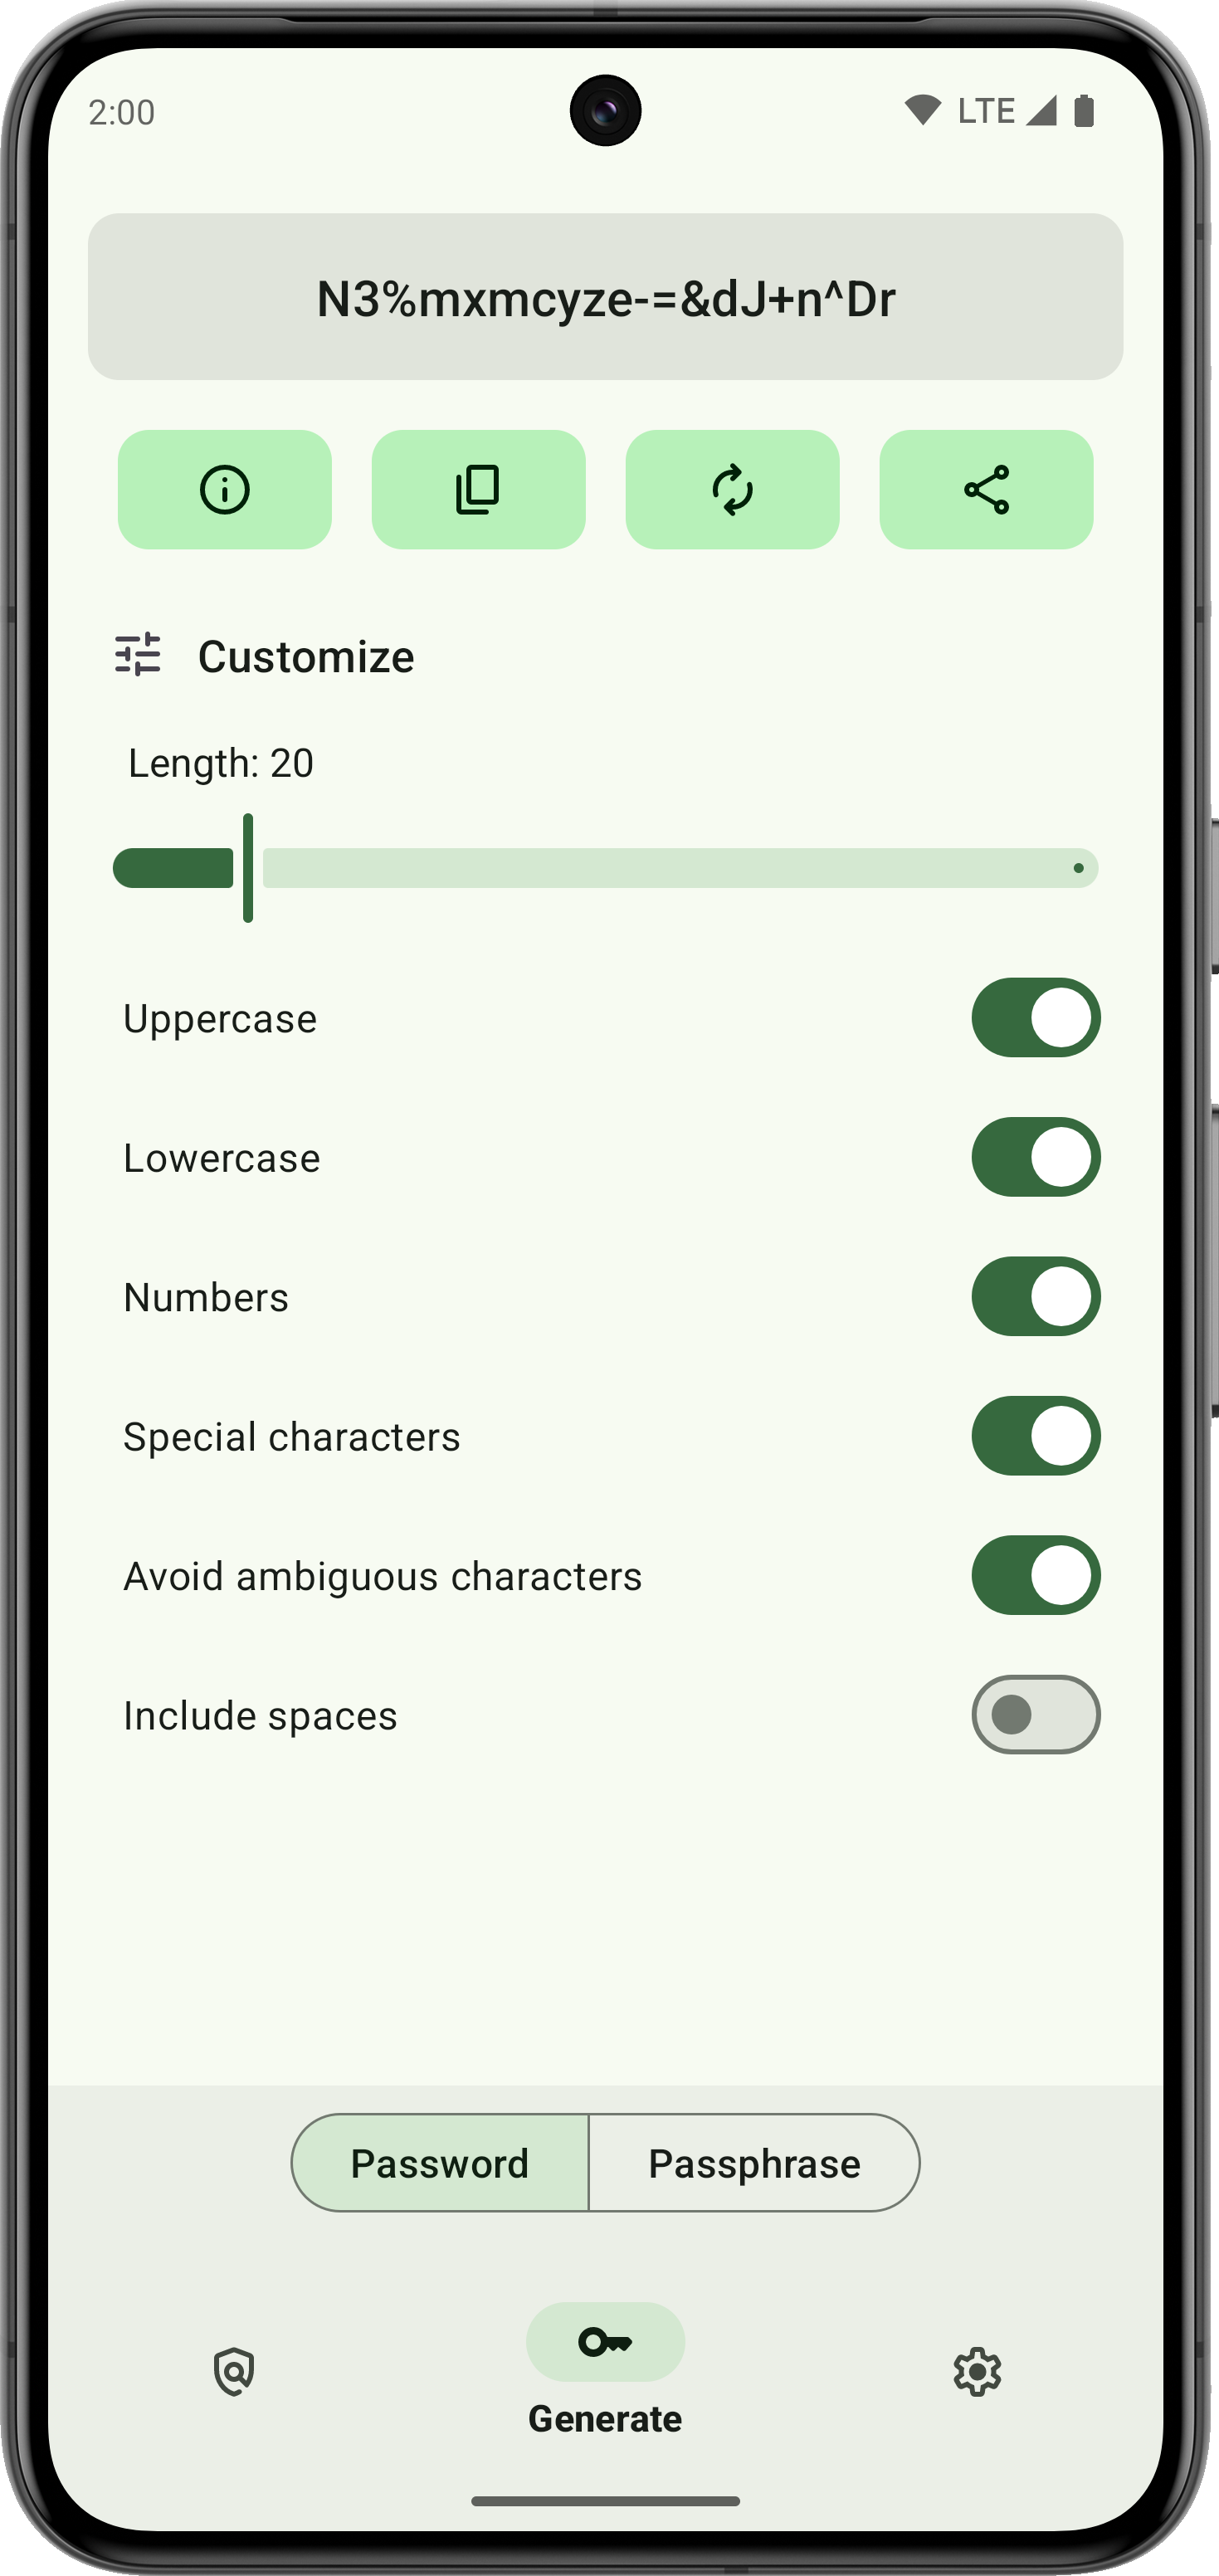 2:00 LTE
N3%mxmcyze-=&dJ+n^Dr
Customize
Length: 20
Uppercase
Lowercase
Numbers
Special characters
Avoid ambiguous characters
Include spaces
Password Passphrase
Generate